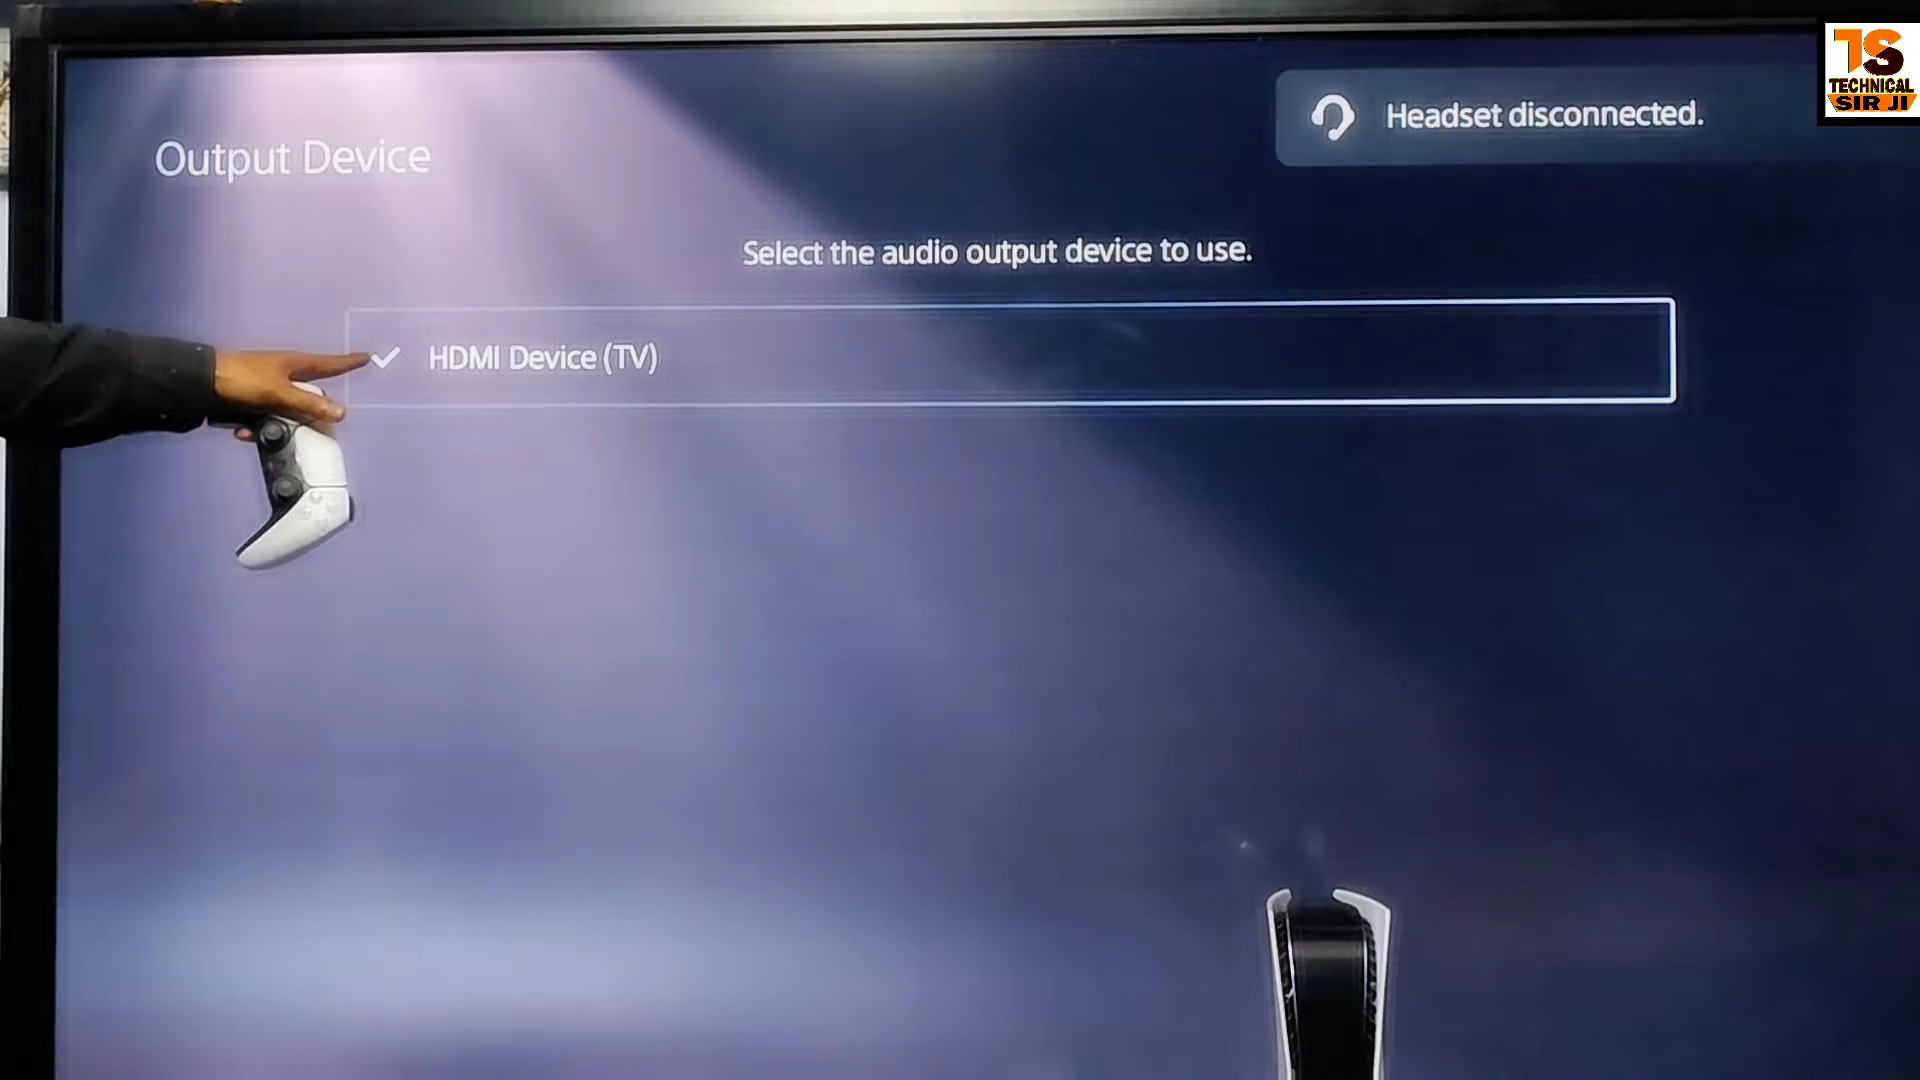 TS
TECHNICAL
SIR JI
Headset disconnected.
Output Device
Select the audio output device to use.
HDMI Device (TV)